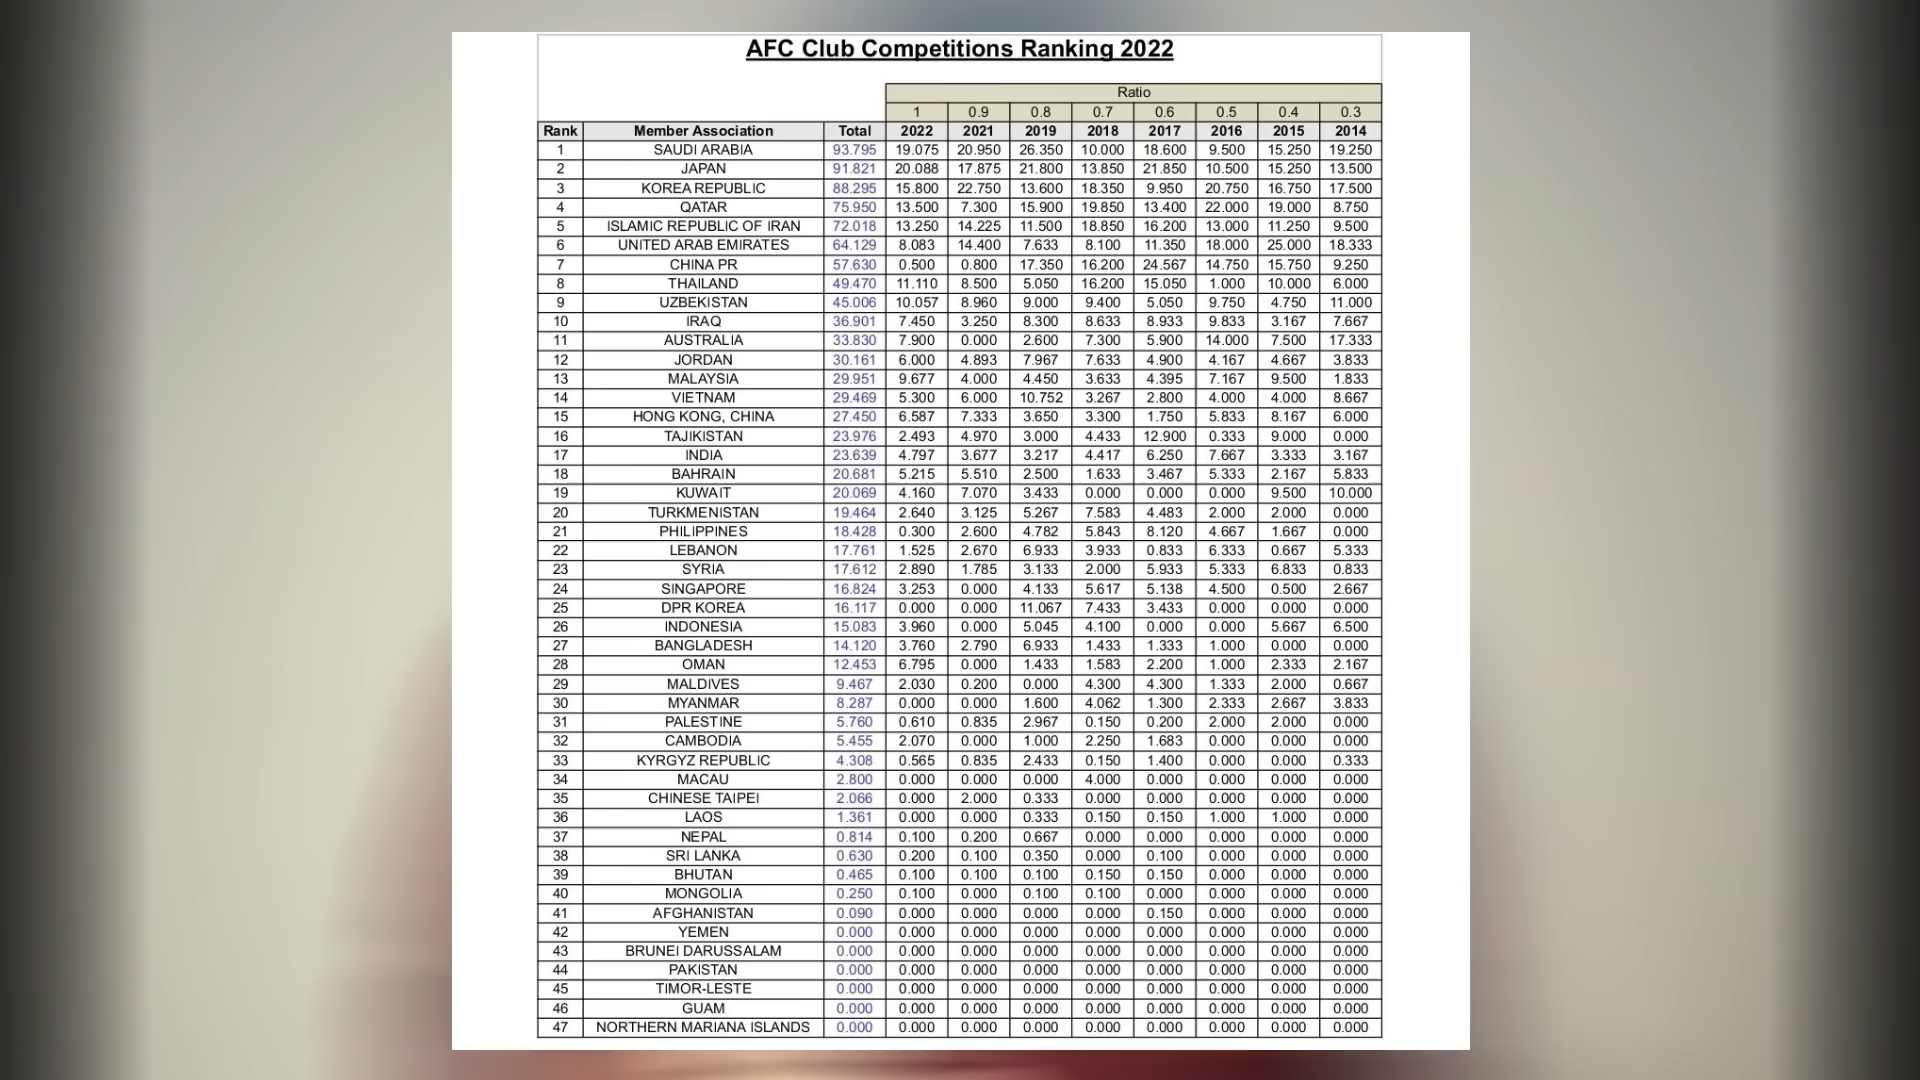 AFC Club Competitions Ranking 2022
Ratio
1 0.9 0.8 0.7 0.6 0.5 0.4 0.3
Rank Member Association Total 2022 2021 2019 2018 2017 2016 2015 2014
1 SAUDI ARABIA 93.795 19.075 20.950 26.350 10.000 18.600 9.500 15.250 19.250
2 JAPAN 91.821 20.088 17.875 21.800 13.850 21.850 10.500 15.250 13.500
3 KOREA REPUBLIC 88.295 15.800 22.750 13.600 18.350 9.950 20.750 16.750 17.500
4 QATAR 75.950 13.500 7.300 15.900 19.850 13.400 22.000 19.000 8.750
5 ISLAMIC REPUBLIC OF IRAN 72.018 13.250 14.225 11.500 18.850 16.200 13.000 11.250 9.500
6 UNITED ARAB EMIRATES 64.129 8.083 14.400 7.633 8.100 11.350 18.000 25.000 18.333
7 CHINA PR 57.630 0.500 0.800 17.350 16.200 24.567 14.750 15.750 9.250
8 THAILAND 49.470 11.110 8.500 5.050 16.200 15.050 1.000 10.000 6.000
9 UZBEKISTAN 45.006 10.057 8.960 9.000 9.400 5.050 9.750 4.750 11.000
10 IRAQ 36.901 7.450 3.250 8.300 8.633 8.933 9.833 3.167 7.667
11 AUSTRALIA 33.830 7.900 0.000 2.600 7.300 5.900 14.000 7.500 17.333
12 JORDAN 30.161 6.000 4.893 7.967 7.633 4.900 4.167 4.667 3.833
13 MALAYSIA 29.951 9.677 4.000 4.450 3.633 4.395 7.167 9.500 1.833
14 VIETNAM 29.469 5.300 6.000 10.752 3.267 2.800 4.000 4.000 8.667
15 HONG KONG, CHINA 27.450 6.587 7.333 3.650 3.300 1.750 5.833 8.167 6.000
16 TAJIKISTAN 23.976 2.493 4.970 3.000 4.433 12.900 0.333 9.000 0.000
17 INDIA 23.639 4.797 3.677 3.217 4.417 6.250 7.667 3.333 3.167
18 BAHRAIN 20.681 5.215 5.510 2.500 1.633 3.467 5.333 2.167 5.833
19 KUWAIT 20.069 4.160 7.070 3.433 0.000 0.000 0.000 9.500 10.000
20 TURKMENISTAN 19.464 2.640 3.125 5.267 7.583 4.483 2.000 2.000 0.000
21 PHILIPPINES 18.428 0.300 2.600 4.782 5.843 8.120 4.667 1.667 0.000
22 LEBANON 17.761 1.525 2.670 6.933 3.933 0.833 6.333 0.667 5.333
23 SYRIA 17.612 2.890 1.785 3.133 2.000 5.933 5.333 6.833 0.833
24 SINGAPORE 16.824 3.253 0.000 4.133 5.617 5.138 4.500 0.500 2.667
25 DPR KOREA 16.117 0.000 0.000 11.067 7.433 3.433 0.000 0.000 0.000
26 INDONESIA 15.083 3.960 0.000 5.045 4.100 0.000 0.000 5.667 6.500
27 BANGLADESH 14.120 3.760 2.790 6.933 1.433 1.333 1.000 0.000 0.000
28 OMAN 12.453 6.795 0.000 1.433 1.583 2.200 1.000 2.333 2.167
29 MALDIVES 9.467 2.030 0.200 0.000 4.300 4.300 1.333 2.000 0.667
30 MYANMAR 8.287 0.000 0.000 1.600 4.062 1.300 2.333 2.667 3.833
31 PALESTINE 5.760 0.610 0.835 2.967 0.150 0.200 2.000 2.000 0.000
32 CAMBODIA 5.455 2.070 0.000 1.000 2.250 1.683 0.000 0.000 0.000
33 KYRGYZ REPUBLIC 4.308 0.565 0.835 2.433 0.150 1.400 0.000 0.000 0.333
34 MACAU 2.800 0.000 0.000 0.000 4.000 0.000 0.000 0.000 0.000
35 CHINESE TAIPEI 2.066 0.000 2.000 0.333 0.000 0.000 0.000 0.000 0.000
36 LAOS 1.361 0.000 0.000 0.333 0.150 0.150 1.000 1.000 0.000
37 NEPAL 0.814 0.100 0.200 0.667 0.000 0.000 0.000 0.000 0.000
38 SRI LANKA 0.630 0.200 0.100 0.350 0.000 0.100 0.000 0.000 0.000
39 BHUTAN 0.465 0.100 0.100 0.100 0.150 0.150 0.000 0.000 0.000
40 MONGOLIA 0.250 0.100 0.000 0.100 0.100 0.000 0.000 0.000 0.000
41 AFGHANISTAN 0.090 0.000 0.000 0.000 0.000 0.150 0.000 0.000 0.000
42 YEMEN 0.000 0.000 0.000 0.000 0.000 0.000 0.000 0.000 0.000
43 BRUNEI DARUSSALAM 0.000 0.000 0.000 0.000 0.000 0.000 0.000 0.000 0.000
44 PAKISTAN 0.000 0.000 0.000 0.000 0.000 0.000 0.000 0.000 0.000
45 TIMOR-LESTE 0.000 0.000 0.000 0.000 0.000 0.000 0.000 0.000 0.000
46 GUAM 0.000 0.000 0.000 0.000 0.000 0.000 0.000 0.000 0.000
47 NORTHERN MARIANA ISLANDS 0.000 0.000 0.000 0.000 0.000 0.000 0.000 0.000 0.000